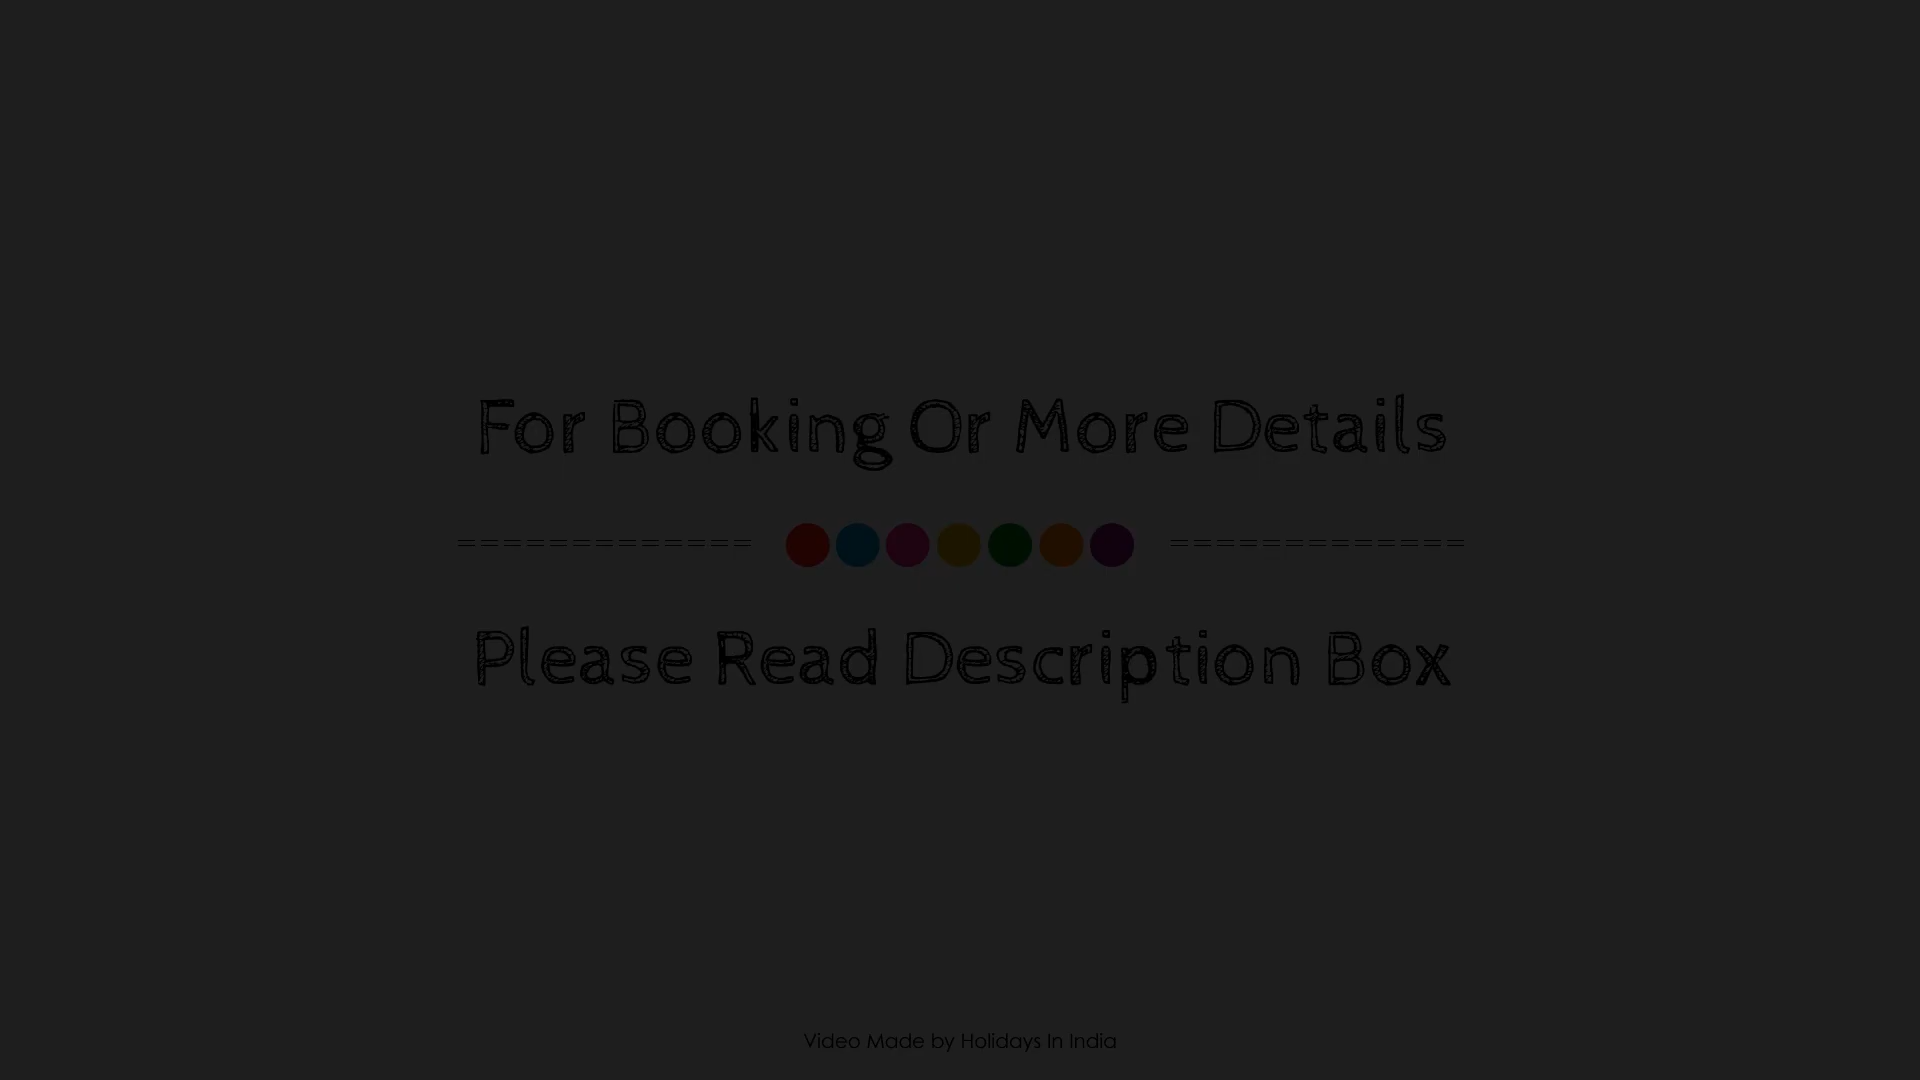 For Booking Or More Details
============= =============
Please Read Description Box
Video Made by Holidays In India